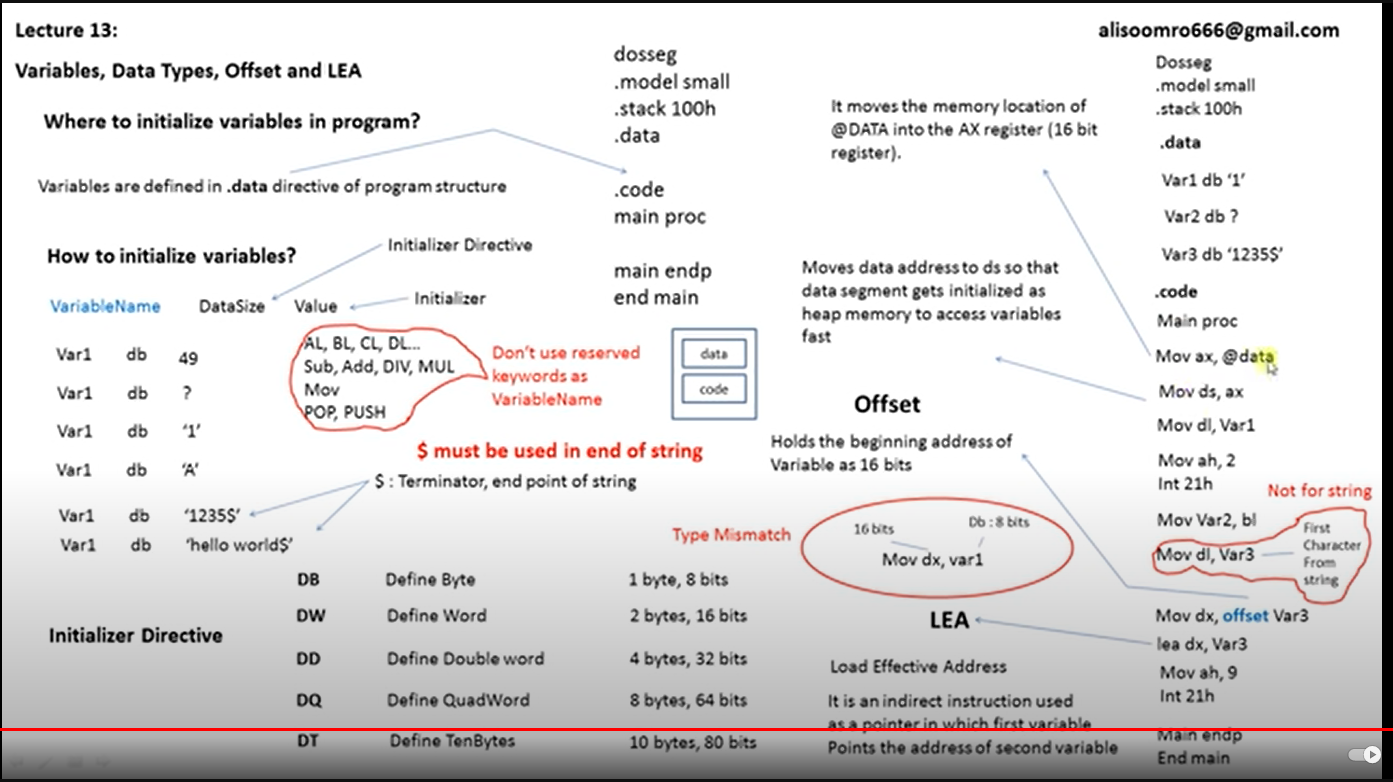 Lecture 13:
alisoomro666@gmail.com
Variables, Data Types, Offset and LEA
Where to initialize variables in program?
Variables are defined in .data directive of program structure
How to initialize variables?
Initializer Directive
VariableName DataSize Value Initializer
Var1 db 49
Var1 db ?
Var1 db ‘1’
Var1 db ‘A’
Var1 db ‘1235$’
Var1 db ‘hello world$’
AL, BL, CL, DL...
Sub, Add, DIV, MUL
Mov
POP, PUSH
Don’t use reserved
keywords as
VariableName
$ must be used in end of string
$ : Terminator, end point of string
Initializer Directive
DB Define Byte 1 byte, 8 bits
DW Define Word 2 bytes, 16 bits
DD Define Double word 4 bytes, 32 bits
DQ Define QuadWord 8 bytes, 64 bits
DT Define TenBytes 10 bytes, 80 bits
dosseg
.model small
.stack 100h
.data
.code
main proc
main endp
end main
data
code
It moves the memory location of
@DATA into the AX register (16 bit
register).
Moves data address to ds so that
data segment gets initialized as
heap memory to access variables
fast
Offset
Holds the beginning address of
Variable as 16 bits
Type Mismatch
16 bits
Db : 8 bits
Mov dx, var1
LEA
Load Effective Address
It is an indirect instruction used
as a pointer in which first variable
Points the address of second variable
Dosseg
.model small
.stack 100h
.data
Var1 db ‘1’
Var2 db ?
Var3 db ‘1235$’
.code
Main proc
Mov ax, @data
Mov ds, ax
Mov dl, Var1
Mov ah, 2
Int 21h
Not for string
Mov Var2, bl
Mov dl, Var3
First
Character
From
string
Mov dx, offset Var3
lea dx, Var3
Mov ah, 9
Int 21h
Main endp
End main